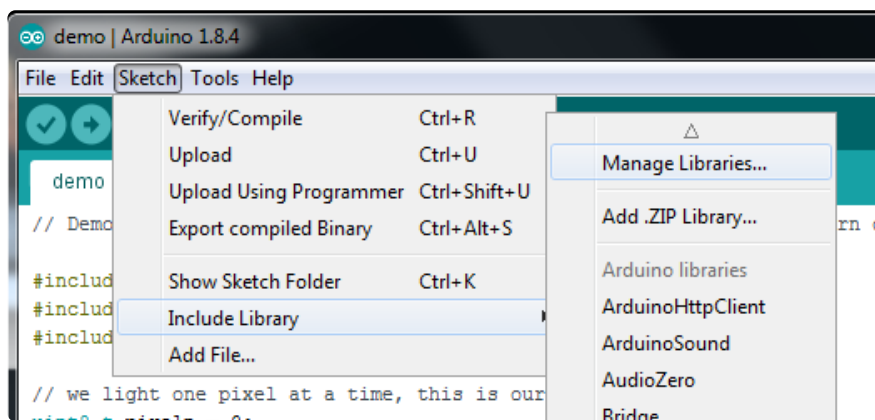 demo | Arduino 1.8.4
File Edit Sketch Tools Help
Verify/Compile Ctrl+R
Upload Ctrl+U
Upload Using Programmer Ctrl+Shift+U
Export compiled Binary Ctrl+Alt+S
Show Sketch Folder Ctrl+K
Include Library
Add File...
Manage Libraries...
Add .ZIP Library...
Arduino libraries
ArduinoHttpClient
ArduinoSound
AudioZero
Bridge
demo
// Demo
#includ
#includ
#includ
// we light one pixel at a time, this is our